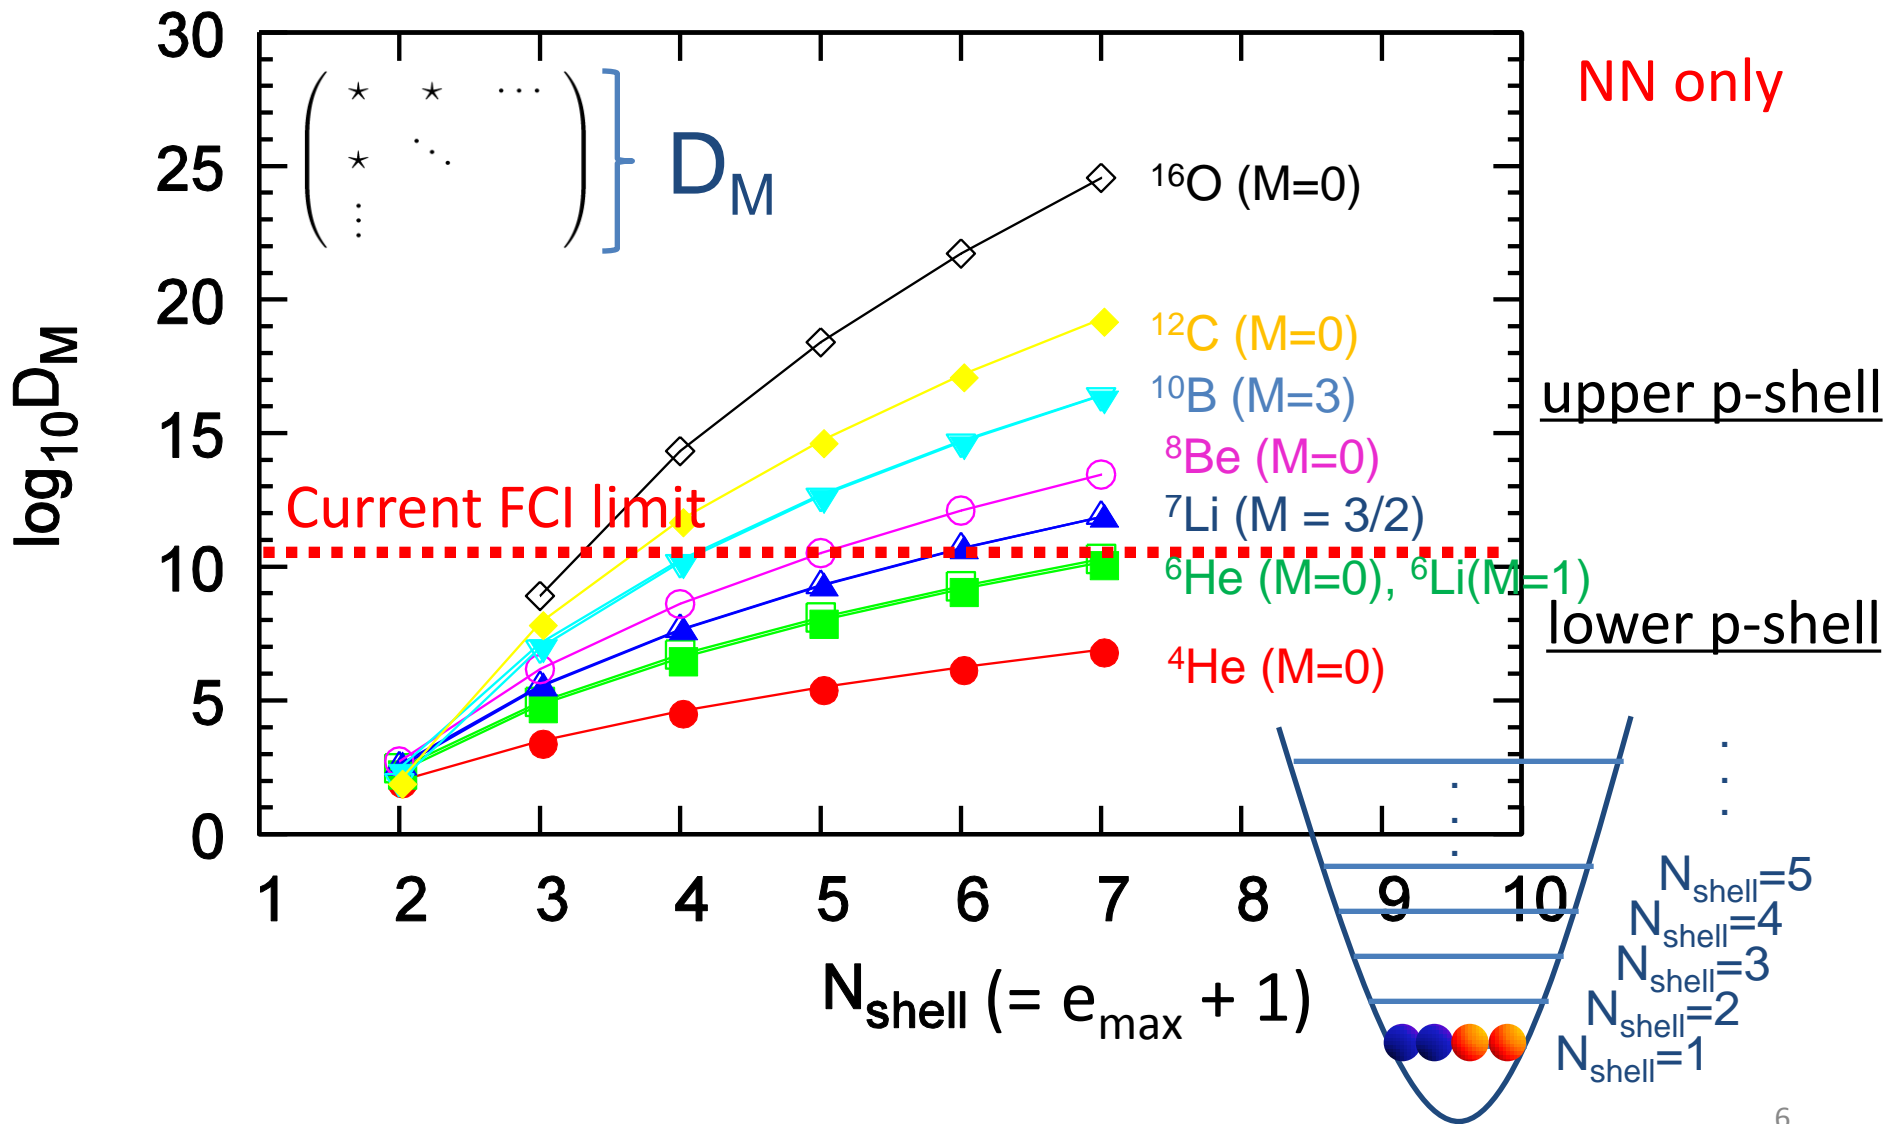 NN only
log10DM
30
25
20
15
10
5
0
DM
16O (M=0)
12C (M=0)
10B (M=3)
8Be (M=0)
7Li (M = 3/2)
6He (M=0), 6Li(M=1)
4He (M=0)
Current FCI limit
upper p-shell
lower p-shell
1 2 3 4 5 6 7 8 9 10
Nshell (= emax + 1)
Nshell=5
Nshell=4
Nshell=3
Nshell=2
Nshell=1
6